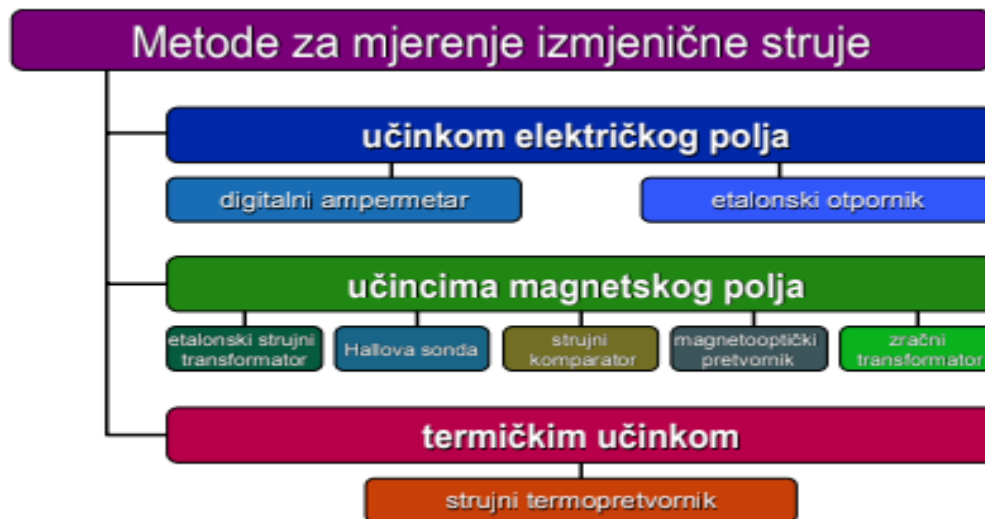 Metode za mjerenje izmjenične struje
učinkom električkog polja
digitalni ampermetar
etalonski otpornik
učincima magnetskog polja
etalonski strujni
transformator
Hallova sonda
strujni
komparator
magnetooptički
pretvornik
zračni
transformator
termičkim učinkom
strujni termopretvornik